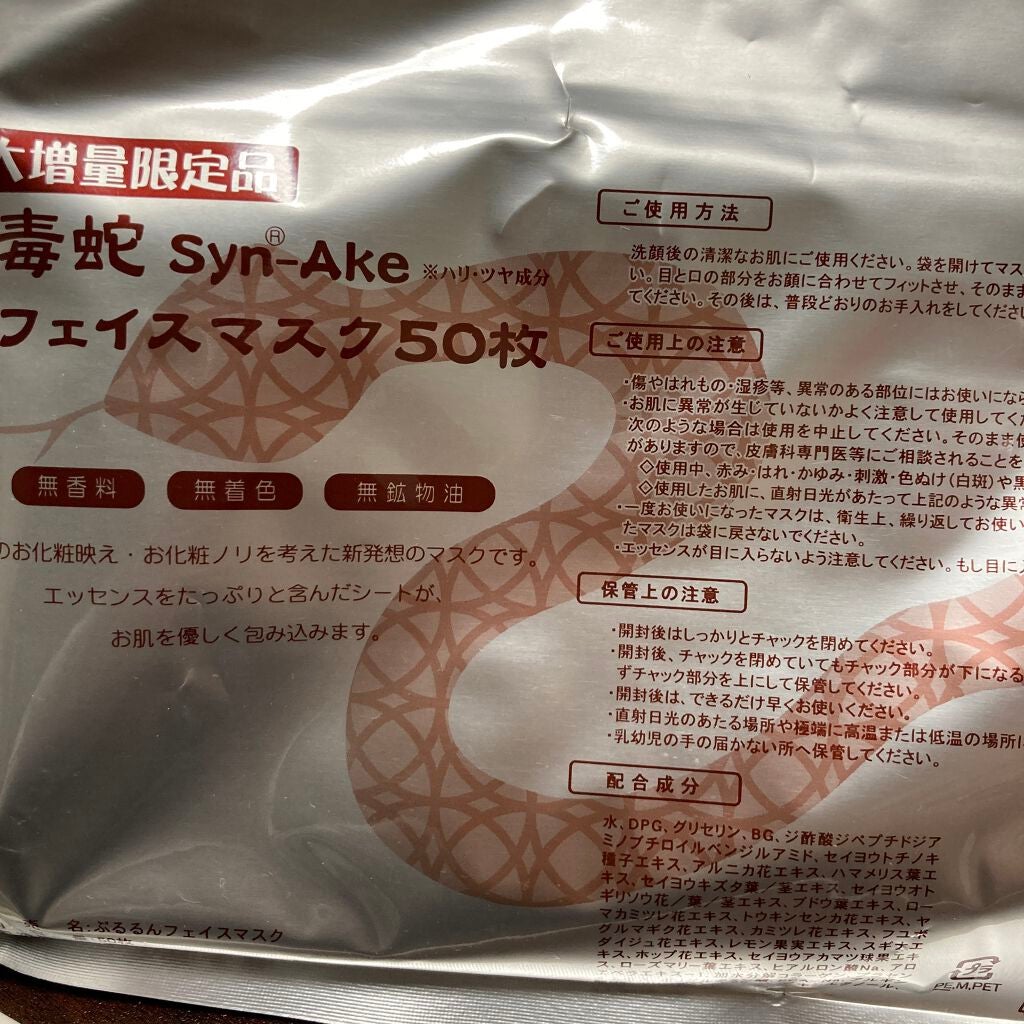 大増量限定品
毒蛇 Syn®-Ake ※ハリ・ツヤ成分
フェイスマスク50枚
無香料
無着色
無鉱物油
のお化粧映え・お化粧ノリを考えた新発想のマスクです。
エッセンスをたっぷりと含んだシートが、
お肌を優しく包み込みます。
名:ぷるるんフェイスマスク
50枚
ご使用方法
洗顔後の清潔なお肌にご使用ください。袋を開けてマス
い。目と口の部分をお顔に合わせてフィットさせ、そのまま
てください。その後は、普段どおりのお手入れをしてください
ご使用上の注意
・傷やはれもの・湿疹等、異常のある部位にはお使いになら
・お肌に異常が生じていないかよく注意して使用してくだ
次のような場合は使用を中止してください。そのまま使
がありますので、皮膚科専門医等にご相談されることを
◇使用中、赤み・はれ・かゆみ・刺激・色ぬけ(白斑)や黒
◇使用したお肌に、直射日光があたって上記のような異常
・一度お使いになったマスクは、衛生上、繰り返してお使い
たマスクは袋に戻さないでください。
・エッセンスが目に入らないよう注意してください。もし目に入
保管上の注意
・開封後はしっかりとチャックを閉めてください。
・開封後、チャックを閉めていてもチャック部分が下になる
ずチャック部分を上にして保管してください。
・開封後は、できるだけ早くお使いください。
・直射日光のあたる場所や極端に高温または低温の場所に
・乳幼児の手の届かない所へ保管してください。
配合成分
水、DPG、グリセリン、BG、ジ酢酸ジペプチドジア
ミノブチロイルベンジルアミド、セイヨウトチノキ
種子エキス、アルニカ花エキス、ハマメリス葉エ
キス、セイヨウキズタ葉/茎エキス、セイヨウオト
ギリソウ花/葉/茎エキス、ブドウ葉エキス、ロー
マカミツレ花エキス、トウキンセンカ花エキス、ヤ
グルマギク花エキス、カミツレ花エキス、フユボ
ダイジュ花エキス、レモン果実エキス、スギナエ
キス、ホップ花エキス、セイヨウアカマツ球果エキ
ス、ローズマリー葉エキス、ヒアルロン酸Na、アロ
プラ
PE.M.PET